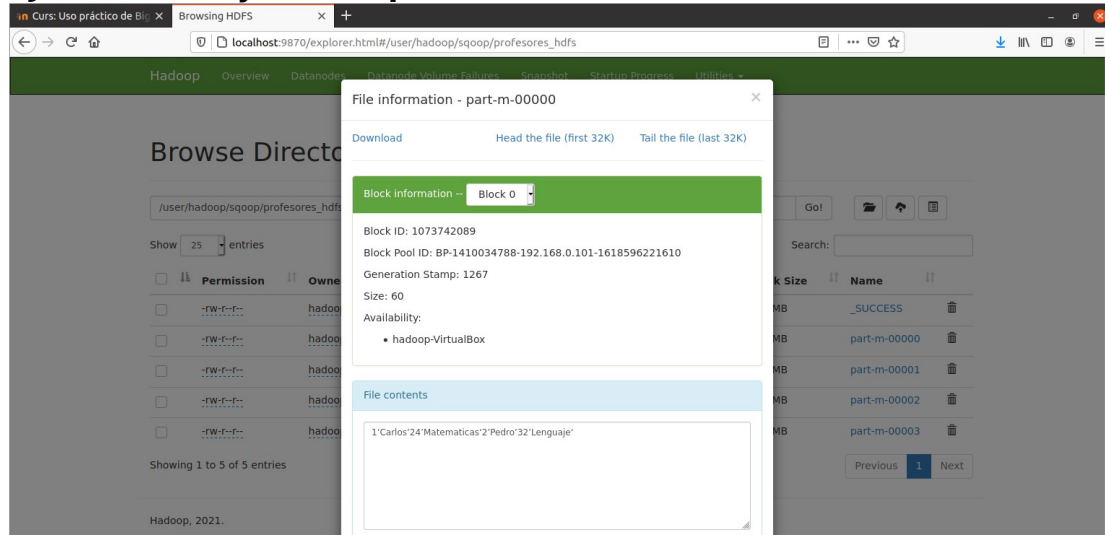 Curs: Uso práctico de Big
Browsing HDFS
localhost:9870/explorer.html#/user/hadoop/sqoop/profesores_hdfs
Hadoop Overview Datanodes Datanode Volume Failures Snapshot Startup Progress Utilities
File information - part-m-00000
Download Head the file (first 32K) Tail the file (last 32K)
Browse Directo
Block information -- Block 0
/user/hadoop/sqoop/profesores_hdfs Go!
Block ID: 1073742089
Block Pool ID: BP-1410034788-192.168.0.101-1618596221610
Show 25 entries Search:
Generation Stamp: 1267
Permission Owne k Size Name
Size: 60
-rw-r--r-- hadoo MB _SUCCESS
Availability:
hadoop-VirtualBox
-rw-r--r-- hadoo MB part-m-00000
-rw-r--r-- hadoo MB part-m-00001
-rw-r--r-- hadoo MB part-m-00002
File contents
-rw-r--r-- hadoo MB part-m-00003
1'Carlos'24'Matematicas'2'Pedro'32'Lenguaje'
Showing 1 to 5 of 5 entries Previous 1 Next
Hadoop, 2021.